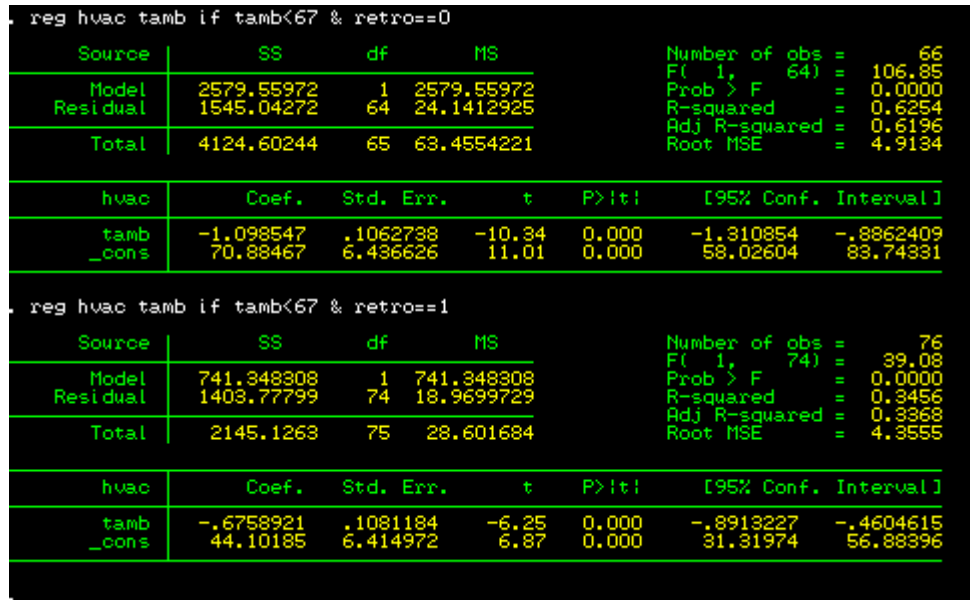 . reg hvac tamb if tamb<67 & retro==0
Source | SS df MS Number of obs = 66
F( 1, 64) = 106.85
Model | 2579.55972 1 2579.55972 Prob > F = 0.0000
Residual | 1545.04272 64 24.1412925 R-squared = 0.6254
Adj R-squared = 0.6196
Total | 4124.60244 65 63.4554221 Root MSE = 4.9134
hvac | Coef. Std. Err. t P>|t| [95% Conf. Interval]
tamb | -1.098547 .1062738 -10.34 0.000 -1.310854 -.8862409
_cons | 70.88467 6.436626 11.01 0.000 58.02604 83.74331
. reg hvac tamb if tamb<67 & retro==1
Source | SS df MS Number of obs = 76
F( 1, 74) = 39.08
Model | 741.348308 1 741.348308 Prob > F = 0.0000
Residual | 1403.77799 74 18.9699729 R-squared = 0.3456
Adj R-squared = 0.3368
Total | 2145.1263 75 28.601684 Root MSE = 4.3555
hvac | Coef. Std. Err. t P>|t| [95% Conf. Interval]
tamb | -.6758921 .1081184 -6.25 0.000 -.8913227 -.4604615
_cons | 44.10185 6.414972 6.87 0.000 31.31974 56.88396